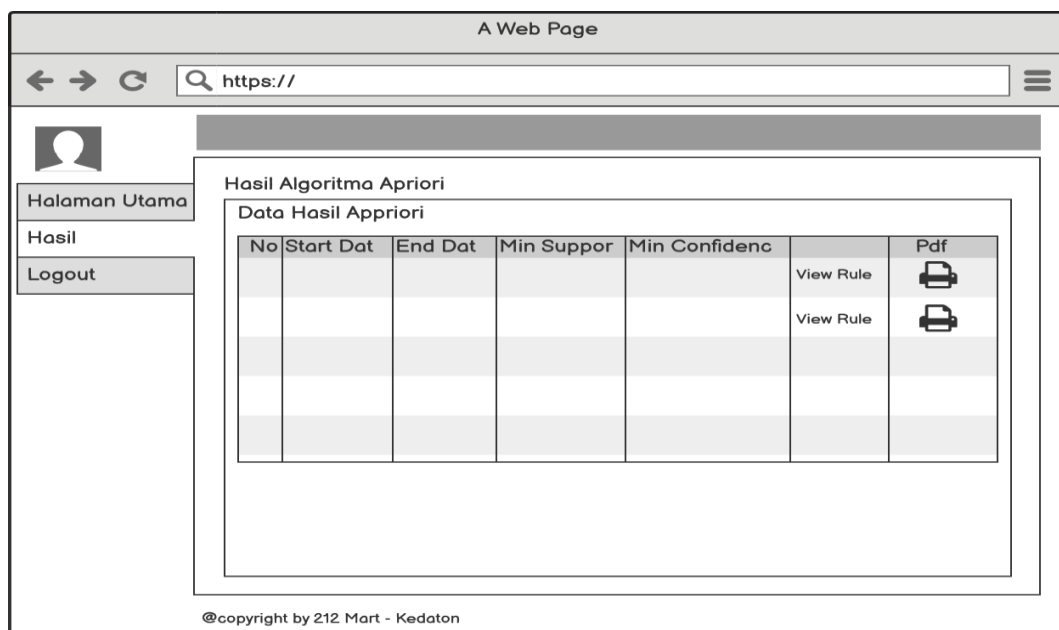 A Web Page
https://
Halaman Utama
Hasil
Logout
Hasil Algoritma Apriori
Data Hasil Appriori
No Start Dat End Dat Min Suppor Min Confidenc Pdf
View Rule
View Rule
@copyright by 212 Mart - Kedaton